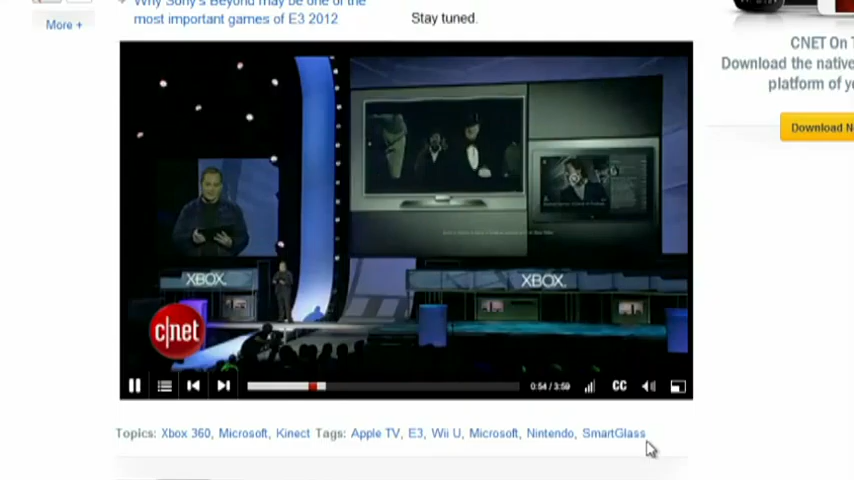 Why Sony's Beyond may be one of the
most important games of E3 2012
Stay tuned.
More +
CNET On T
Download the native
platform of yo
Download N
XBOX.
XBOX.
c|net
0:54 / 3:59
CC
Topics: Xbox 360, Microsoft, Kinect Tags: Apple TV, E3, Wii U, Microsoft, Nintendo, SmartGlass